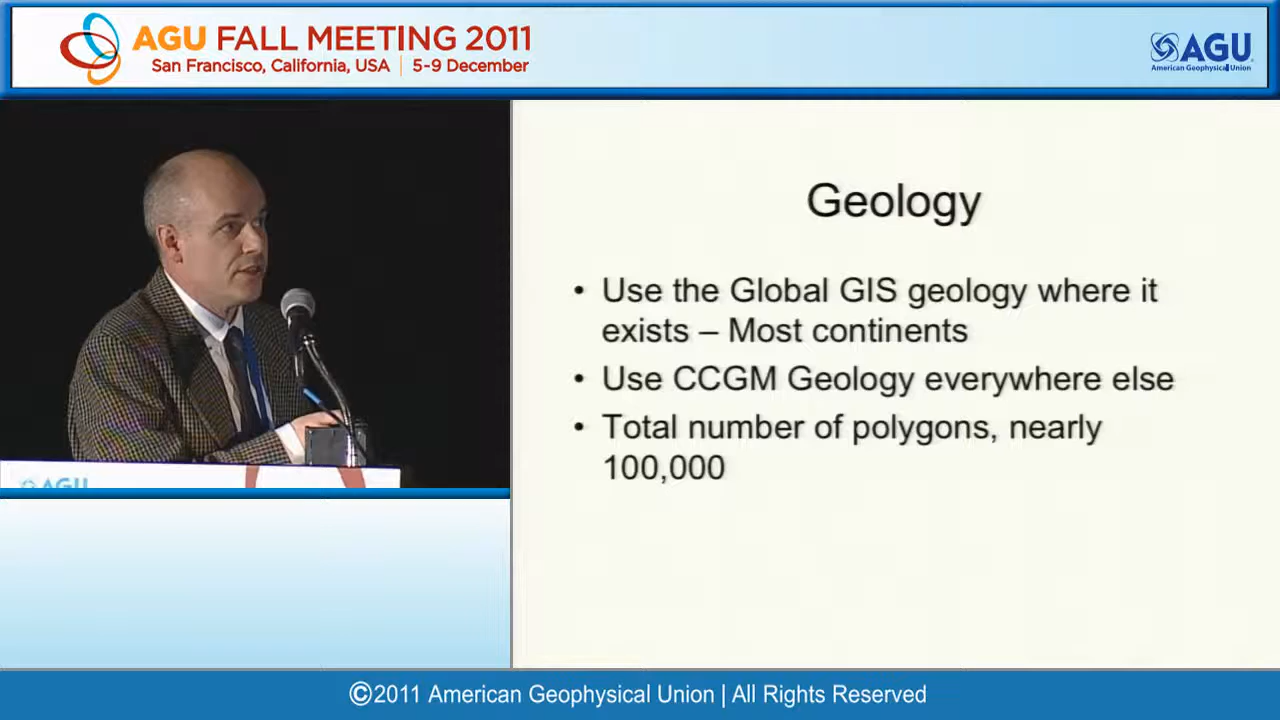 AGU FALL MEETING 2011
San Francisco, California, USA | 5-9 December
AGU
American Geophysical Union
Geology
• Use the Global GIS geology where it
exists – Most continents
• Use CCGM Geology everywhere else
• Total number of polygons, nearly
100,000
AGU
©2011 American Geophysical Union | All Rights Reserved